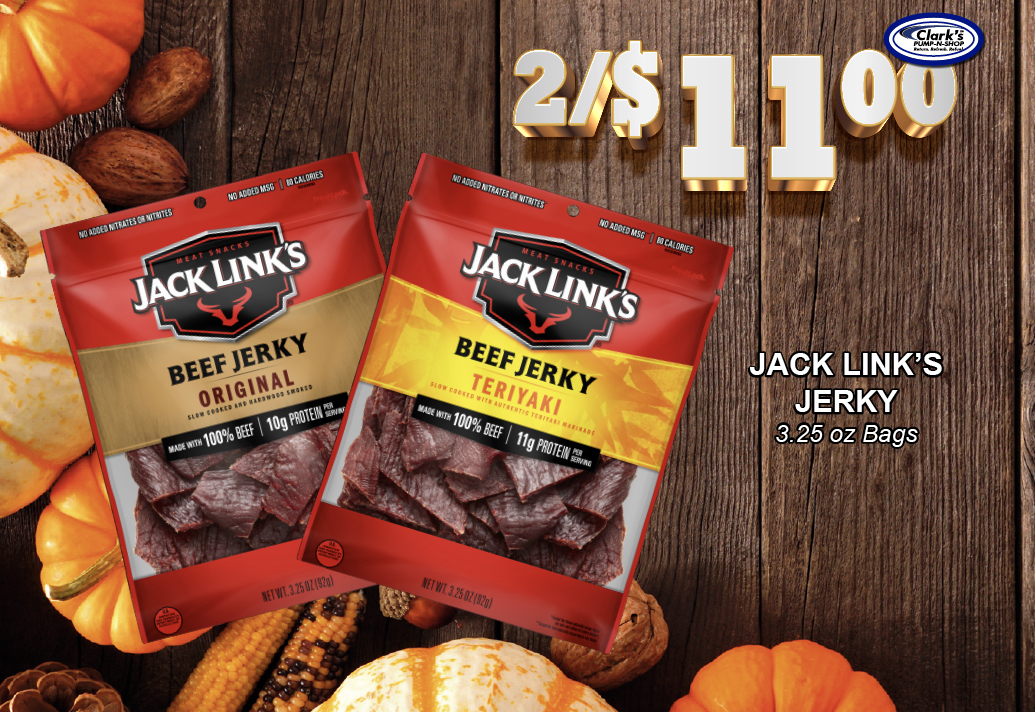 Clark's
PUMP-N-SHOP
Return. Refresh. Refuel.
2/$1100
NO ADDED NITRATES OR NITRITES
NO ADDED MSG | 80 CALORIES
MEAT SNACKS
JACK LINK'S
BEEF JERKY
ORIGINAL
SLOW COOKED AND HARDWOOD SMOKED
MADE WITH 100% BEEF | 10g PROTEIN PER SERVING
NET WT. 3.25 OZ (92g)
NO ADDED NITRATES OR NITRITES
NO ADDED MSG | 80 CALORIES
MEAT SNACKS
JACK LINK'S
BEEF JERKY
TERIYAKI
SLOW COOKED WITH AUTHENTIC TERIYAKI MARINADE
MADE WITH 100% BEEF | 11g PROTEIN PER SERVING
NET WT. 3.25 OZ (92g)
JACK LINK'S
JERKY
3.25 oz Bags